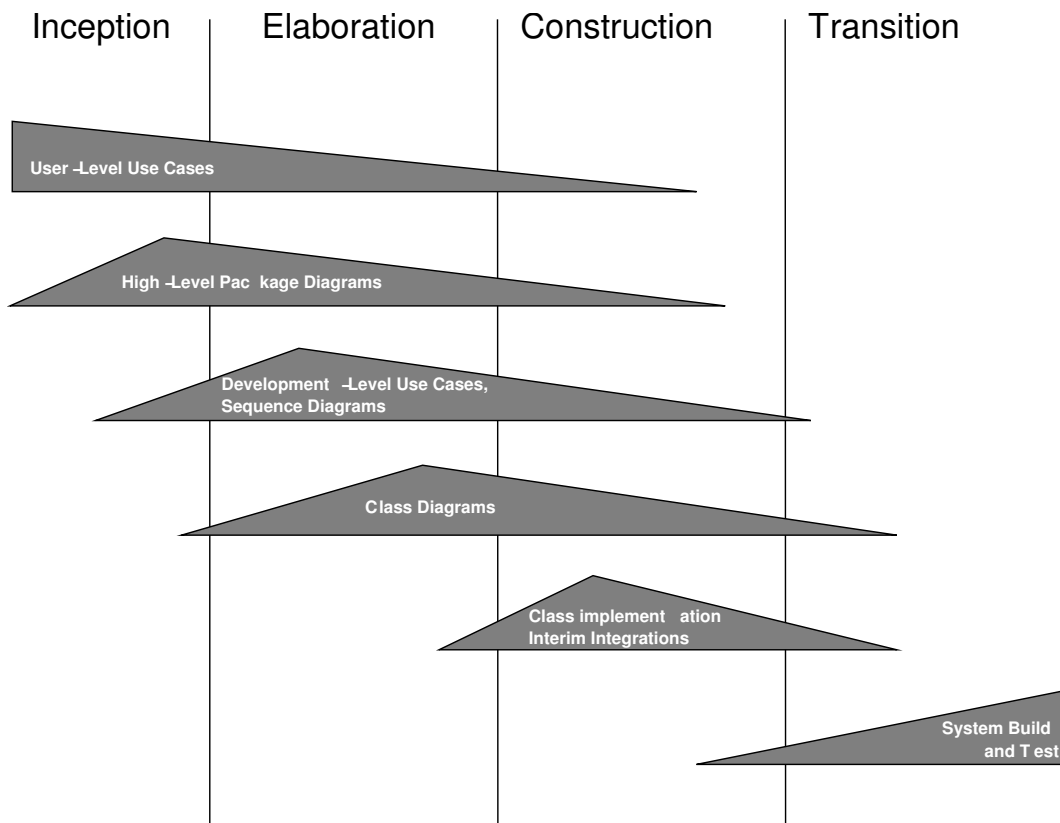 Inception Elaboration Construction Transition
User –Level Use Cases
High –Level Pac kage Diagrams
Development –Level Use Cases,
Sequence Diagrams
Class Diagrams
Class implement ation
Interim Integrations
System Build
and T est